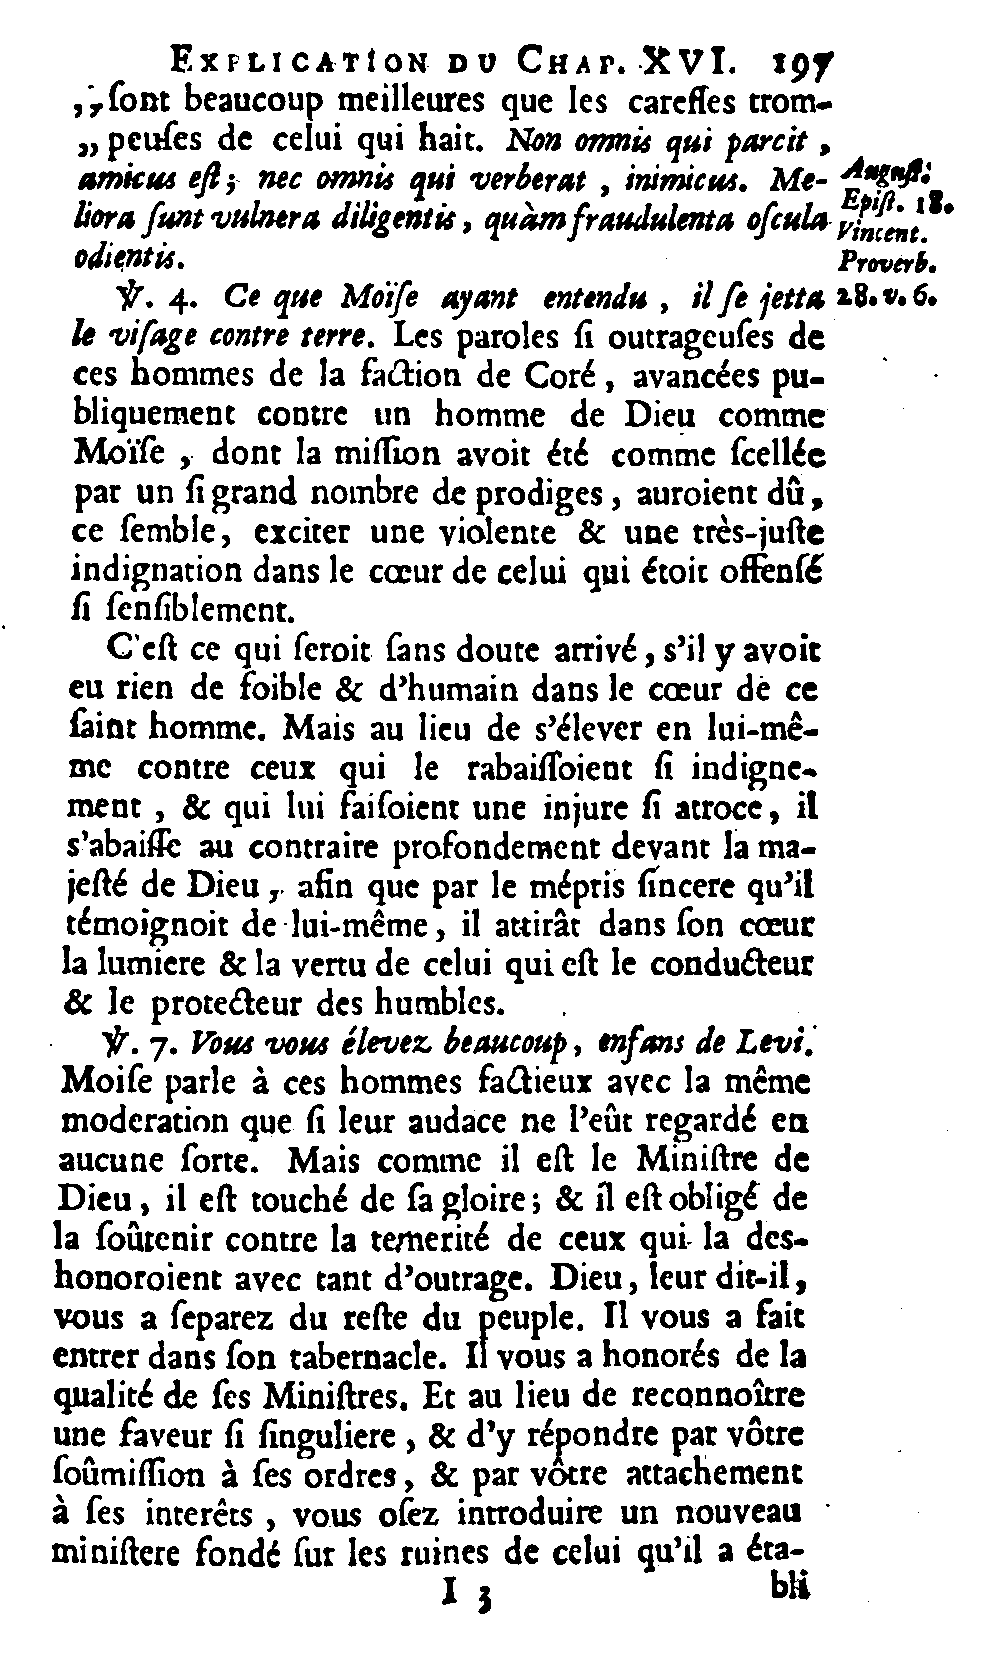 EXPLICATION DU CHAP. XVI. 197
,, ſont beaucoup meilleures que les careſſes trom-
,, peuſes de celui qui hait. Non omnis qui parcit,
amicus eſt; nec omnis qui verberat, inimicus. Me-
liora ſunt vulnera diligentis, quàm fraudulenta oſcula
odientis.
Auguſt:
Epiſt. 18.
Vincent.
Proverb.
28. v. 6.
℣. 4. Ce que Moïſe ayant entendu, il ſe jetta
le viſage contre terre. Les paroles ſi outrageuſes de
ces hommes de la faction de Coré, avancées pu-
bliquement contre un homme de Dieu comme
Moïſe, dont la miſſion avoit été comme ſcellée
par un ſi grand nombre de prodiges, auroient dû,
ce ſemble, exciter une violente & une très-juſte
indignation dans le cœur de celui qui étoit offenſé
ſi ſenſiblement.
C'eſt ce qui ſeroit ſans doute arrivé, s'il y avoit
eu rien de foible & d'humain dans le cœur de ce
ſaint homme. Mais au lieu de s'élever en lui-mê-
me contre ceux qui le rabaiſſoient ſi indigne-
ment, & qui lui faiſoient une injure ſi atroce, il
s'abaiſſe au contraire profondement devant la ma-
jeſté de Dieu, afin que par le mépris ſincere qu'il
témoignoit de lui-même, il attirât dans ſon cœur
la lumiere & la vertu de celui qui eſt le conducteur
& le protecteur des humbles.
℣. 7. Vous vous élevez beaucoup, enfans de Levi.
Moiſe parle à ces hommes factieux avec la même
moderation que ſi leur audace ne l'eût regardé en
aucune ſorte. Mais comme il eſt le Miniſtre de
Dieu, il eſt touché de ſa gloire; & il eſt obligé de
la ſoûtenir contre la temerité de ceux qui la des-
honoroient avec tant d'outrage. Dieu, leur dit-il,
vous a ſeparez du reſte du peuple. Il vous a fait
entrer dans ſon tabernacle. Il vous a honorés de la
qualité de ſes Miniſtres. Et au lieu de reconnoître
une faveur ſi ſinguliere, & d'y répondre par vôtre
ſoûmiſſion à ſes ordres, & par vôtre attachement
à ſes interêts, vous oſez introduire un nouveau
miniſtere fondé ſur les ruines de celui qu'il a éta-
I 3 bli